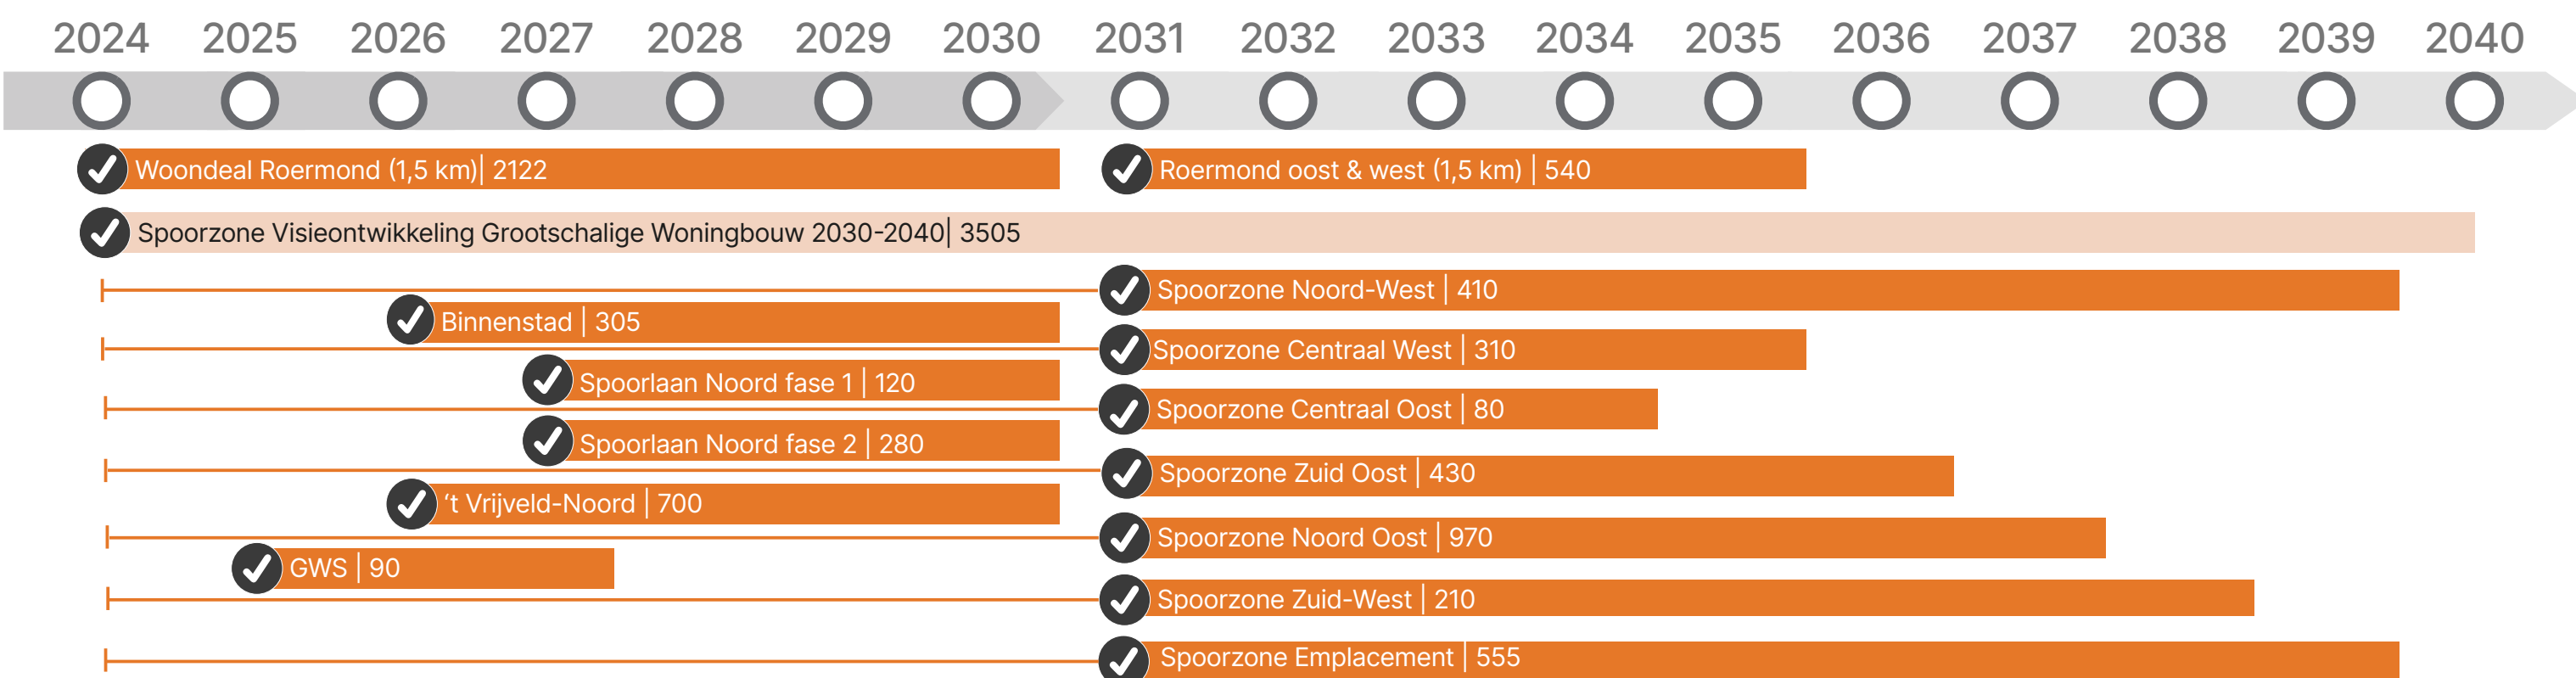 2024 2025 2026 2027 2028 2029 2030 2031 2032 2033 2034 2035 2036 2037 2038 2039 2040
Woondeal Roermond (1,5 km)| 2122
Roermond oost & west (1,5 km) | 540
Spoorzone Visieontwikkeling Grootschalige Woningbouw 2030-2040| 3505
Spoorzone Noord-West | 410
Binnenstad | 305
Spoorzone Centraal West | 310
Spoorlaan Noord fase 1 | 120
Spoorzone Centraal Oost | 80
Spoorlaan Noord fase 2 | 280
Spoorzone Zuid Oost | 430
‘t Vrijveld-Noord | 700
Spoorzone Noord Oost | 970
GWS | 90
Spoorzone Zuid-West | 210
Spoorzone Emplacement | 555